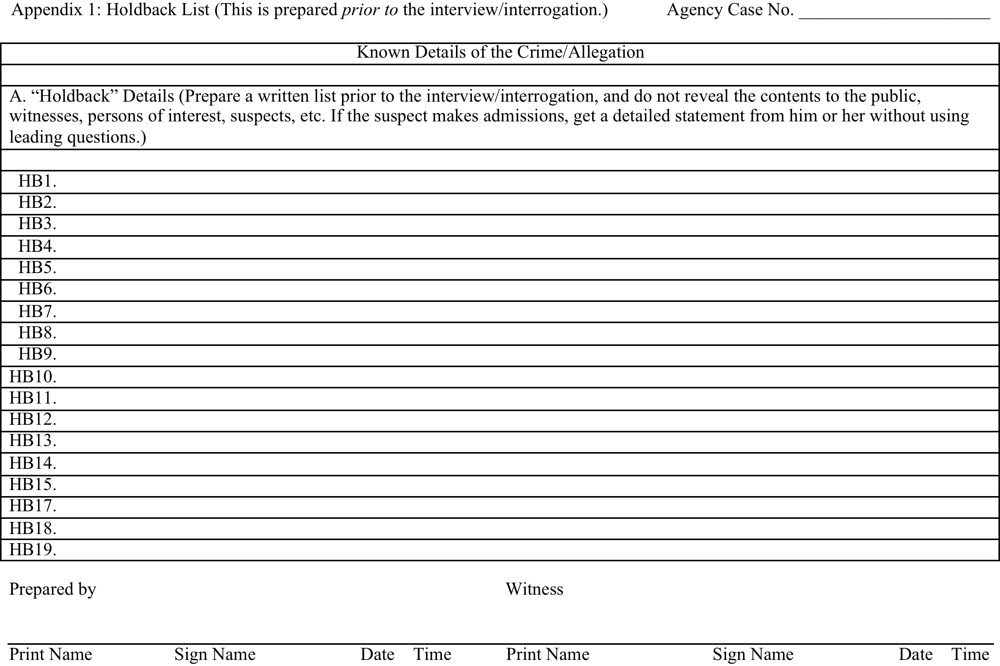 Appendix 1: Holdback List (This is prepared prior to the interview/interrogation.) Agency Case No. ____________________
Known Details of the Crime/Allegation
A. “Holdback” Details (Prepare a written list prior to the interview/interrogation, and do not reveal the contents to the public,
witnesses, persons of interest, suspects, etc. If the suspect makes admissions, get a detailed statement from him or her without using
leading questions.)
HB1.
HB2.
HB3.
HB4.
HB5.
HB6.
HB7.
HB8.
HB9.
HB10.
HB11.
HB12.
HB13.
HB14.
HB15.
HB17.
HB18.
HB19.
Prepared by Witness
Print Name Sign Name Date Time Print Name Sign Name Date Time